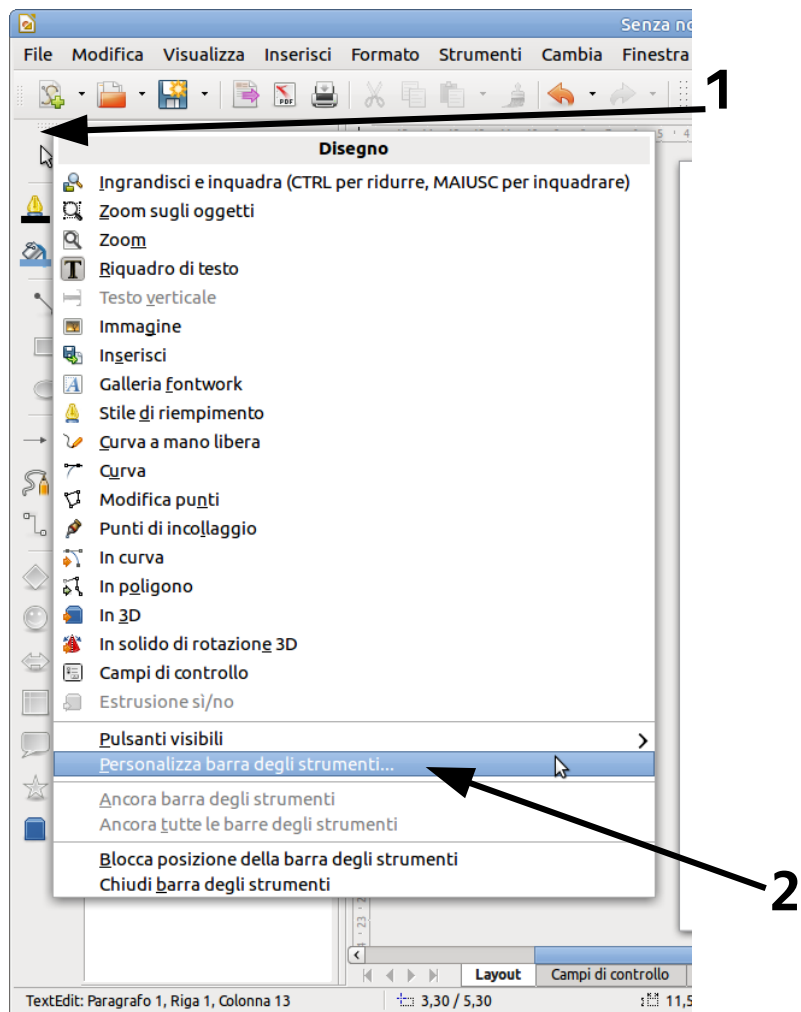 Senza no
File Modifica Visualizza Inserisci Formato Strumenti Cambia Finestra
1
Disegno
Ingrandisci e inquadra (CTRL per ridurre, MAIUSC per inquadrare)
Zoom sugli oggetti
Zoom
Riquadro di testo
Testo verticale
Immagine
Inserisci
Galleria fontwork
Stile di riempimento
Curva a mano libera
Curva
Modifica punti
Punti di incollaggio
In curva
In poligono
In 3D
In solido di rotazione 3D
Campi di controllo
Estrusione sì/no
Pulsanti visibili
Personalizza barra degli strumenti...
Ancora barra degli strumenti
Ancora tutte le barre degli strumenti
Blocca posizione della barra degli strumenti
Chiudi barra degli strumenti
2
23
Layout Campi di controllo
TextEdit: Paragrafo 1, Riga 1, Colonna 13 3,30 / 5,30 11,5